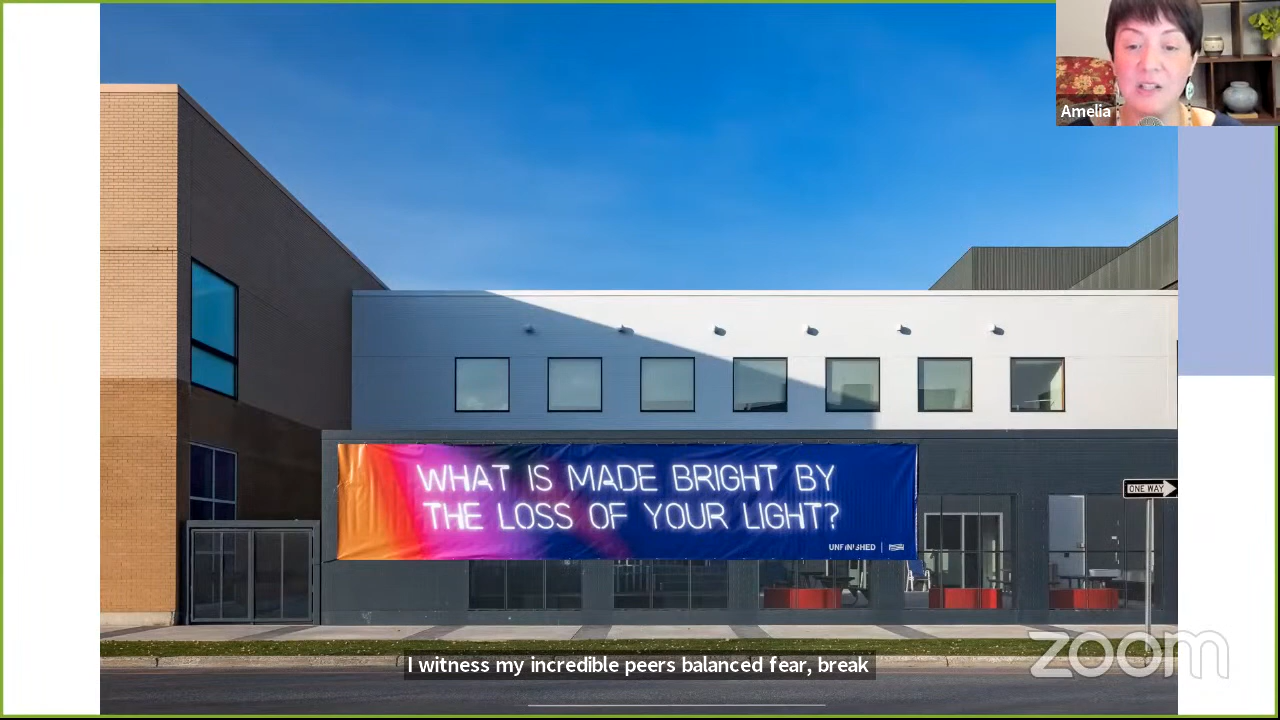 Amelia
WHAT IS MADE BRIGHT BY
THE LOSS OF YOUR LIGHT?
UNFINISHED
ONE WAY
I witness my incredible peers balanced fear, break
zoom